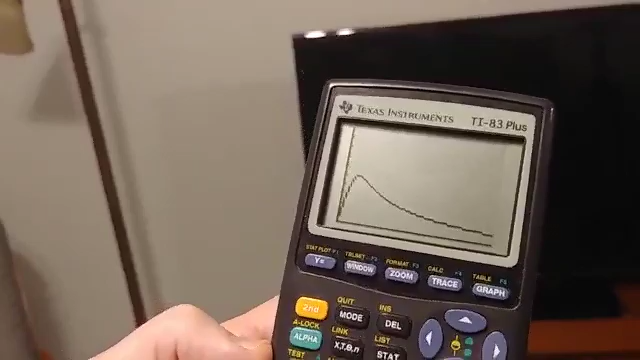 TEXAS INSTRUMENTS TI-83 Plus
STAT PLOT F1 TBLSET F2 FORMAT F3 CALC F4 TABLE F5
Y= WINDOW ZOOM TRACE GRAPH
QUIT INS
2nd MODE DEL
A-LOCK LINK LIST
ALPHA X,T,θ,n STAT
TEST